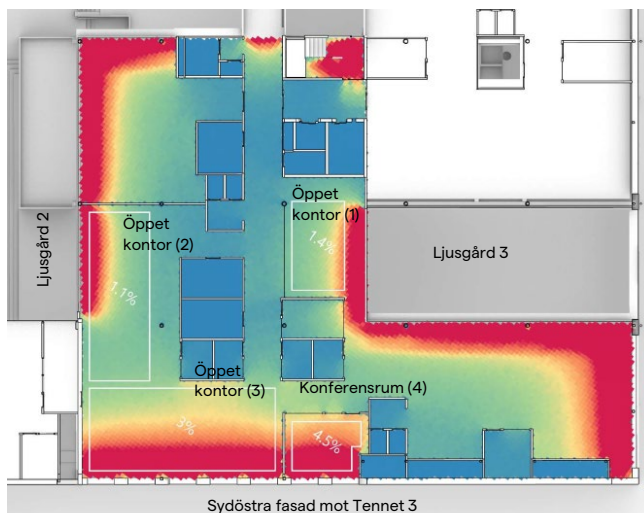 Öppet
kontor (1)
Öppet
kontor (2)
1.4%
Ljusgård 2
Ljusgård 3
1.1%
Öppet
kontor (3)
Konferensrum (4)
3%
4.5%
Sydöstra fasad mot Tennet 3